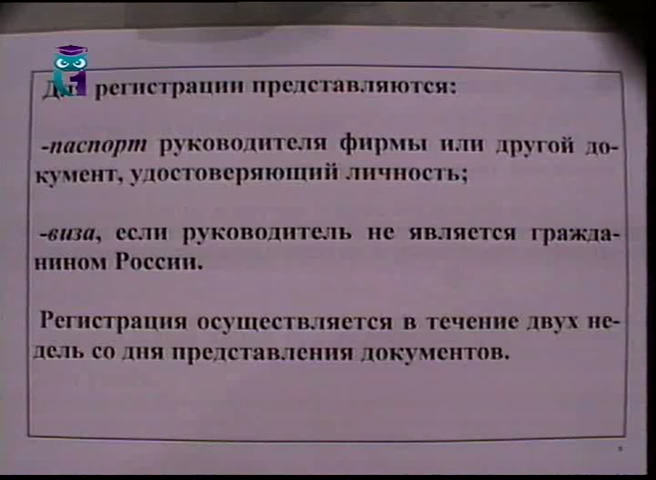 Для регистрации представляются:
-паспорт руководителя фирмы или другой до-
кумент, удостоверяющий личность;
-виза, если руководитель не является гражда-
нином России.
Регистрация осуществляется в течение двух не-
дель со дня представления документов.